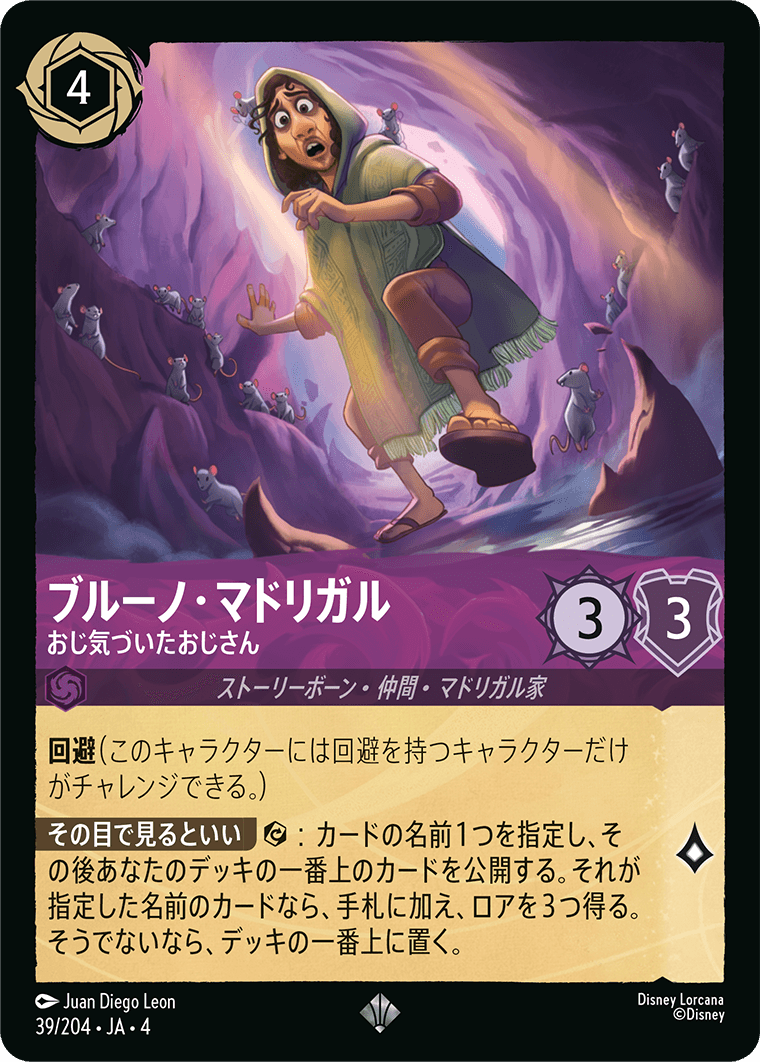 4
ブルーノ・マドリガル
おじ気づいたおじさん
3
3
ストーリーボーン・仲間・マドリガル家
回避(このキャラクターには回避を持つキャラクターだけ
がチャレンジできる。)
その目で見るといい : カードの名前1つを指定し、そ
の後あなたのデッキの一番上のカードを公開する。それが
指定した名前のカードなら、手札に加え、ロアを3つ得る。
そうでないなら、デッキの一番上に置く。
Juan Diego Leon
39/204・JA・4
Disney Lorcana
©Disney